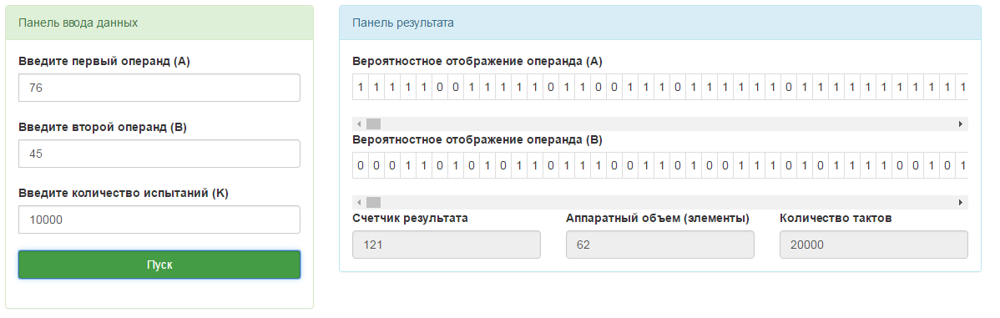 Панель ввода данных
Введите первый операнд (A)
76
Введите второй операнд (B)
45
Введите количество испытаний (K)
10000
Пуск
Панель результата
Вероятностное отображение операнда (A)
1 1 1 1 1 0 0 1 1 1 1 1 0 1 1 0 0 1 1 0 1 1 1 1 1 1 0 1 1 1 1 1 1 1 1 1 1 1
Вероятностное отображение операнда (B)
0 0 0 1 1 0 1 0 1 0 1 1 0 1 1 1 0 0 1 1 0 1 0 0 1 1 1 0 1 0 1 1 1 1 0 0 1 0 1
Счетчик результата
121
Аппаратный объем (элементы)
62
Количество тактов
20000